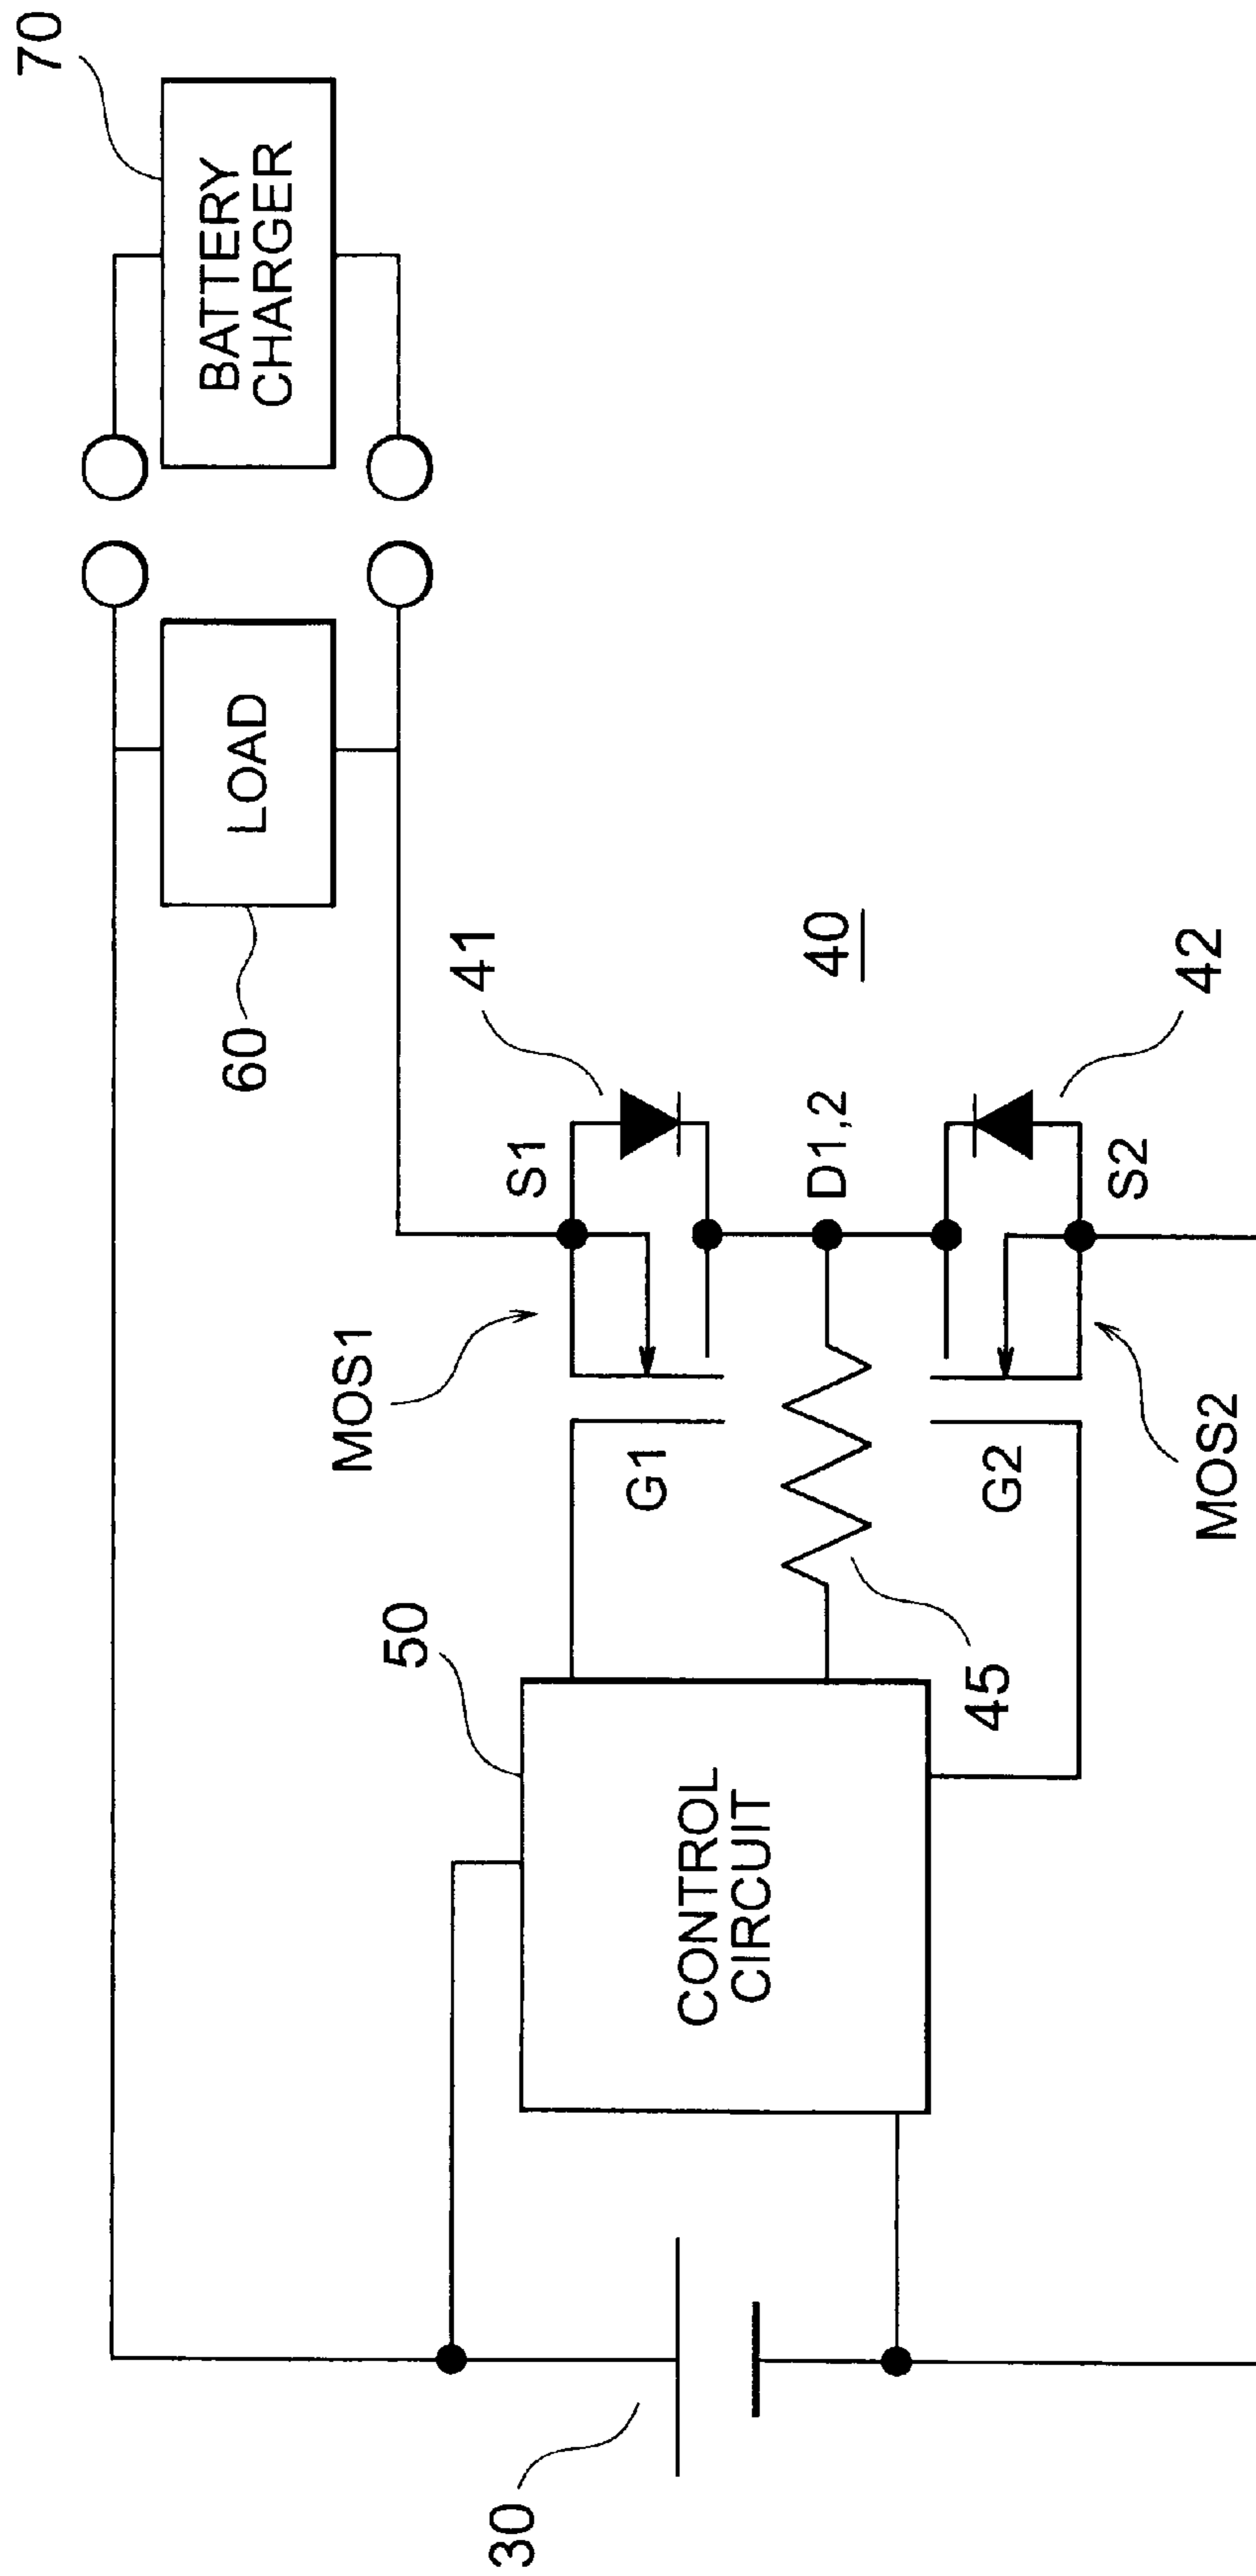 70
BATTERY
CHARGER
LOAD
60
41
40
42
S1
D1,2
S2
MOS1
G1
G2
MOS2
50
45
CONTROL
CIRCUIT
30